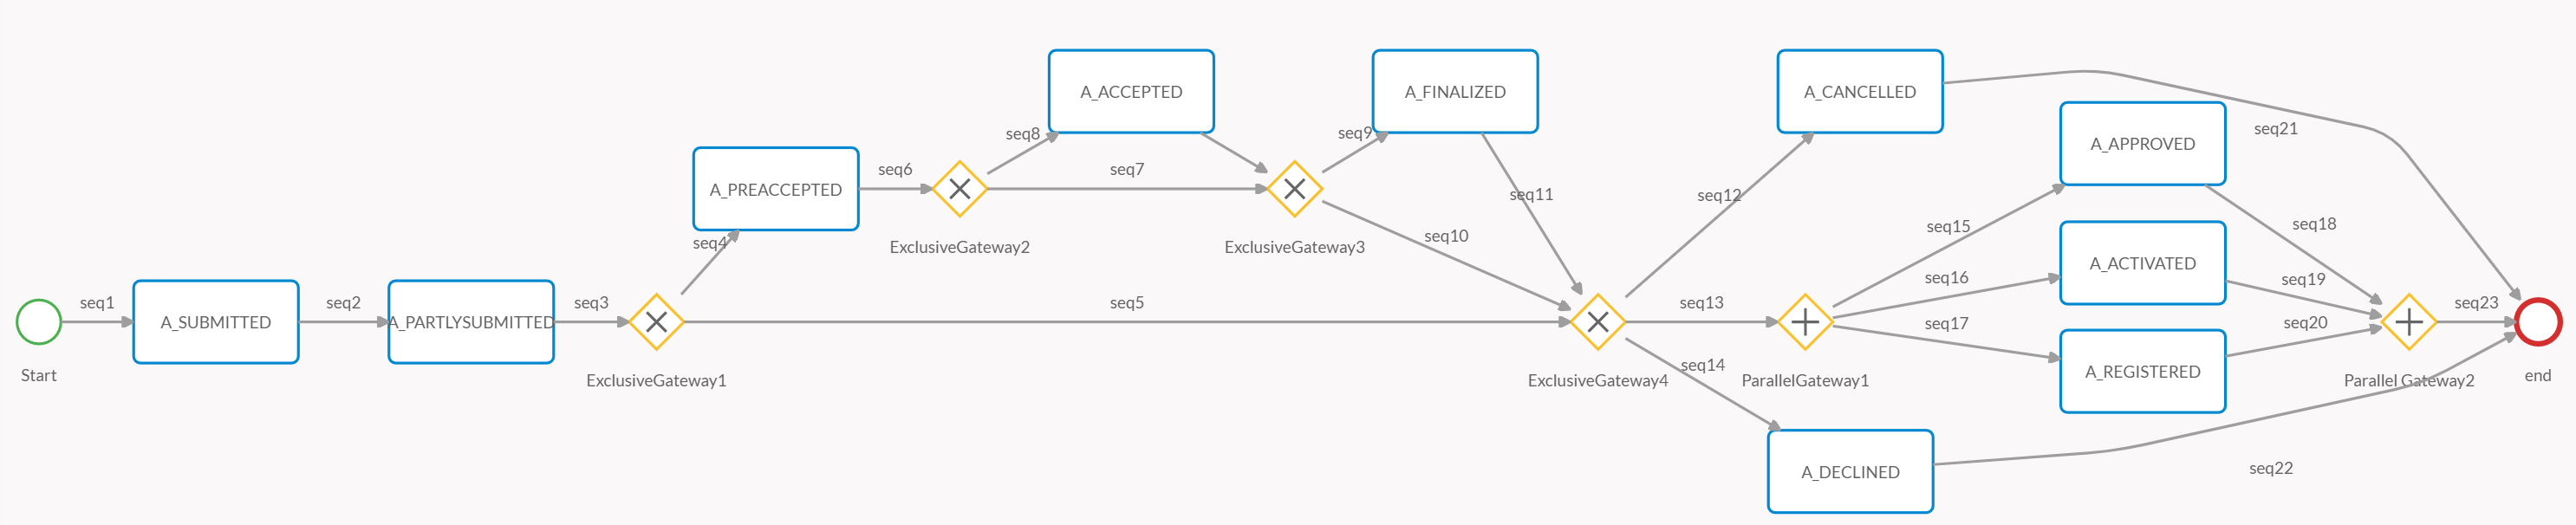 Start
seq1
A_SUBMITTED
seq2
A_PARTLYSUBMITTED
seq3
ExclusiveGateway1
seq4
A_PREACCEPTED
seq5
seq6
ExclusiveGateway2
seq8
A_ACCEPTED
seq7
ExclusiveGateway3
seq9
A_FINALIZED
seq11
seq10
ExclusiveGateway4
seq12
A_CANCELLED
seq13
ParallelGateway1
seq14
A_DECLINED
seq15
A_APPROVED
seq16
A_ACTIVATED
seq17
A_REGISTERED
seq21
seq18
seq19
seq20
Parallel Gateway2
seq22
seq23
end